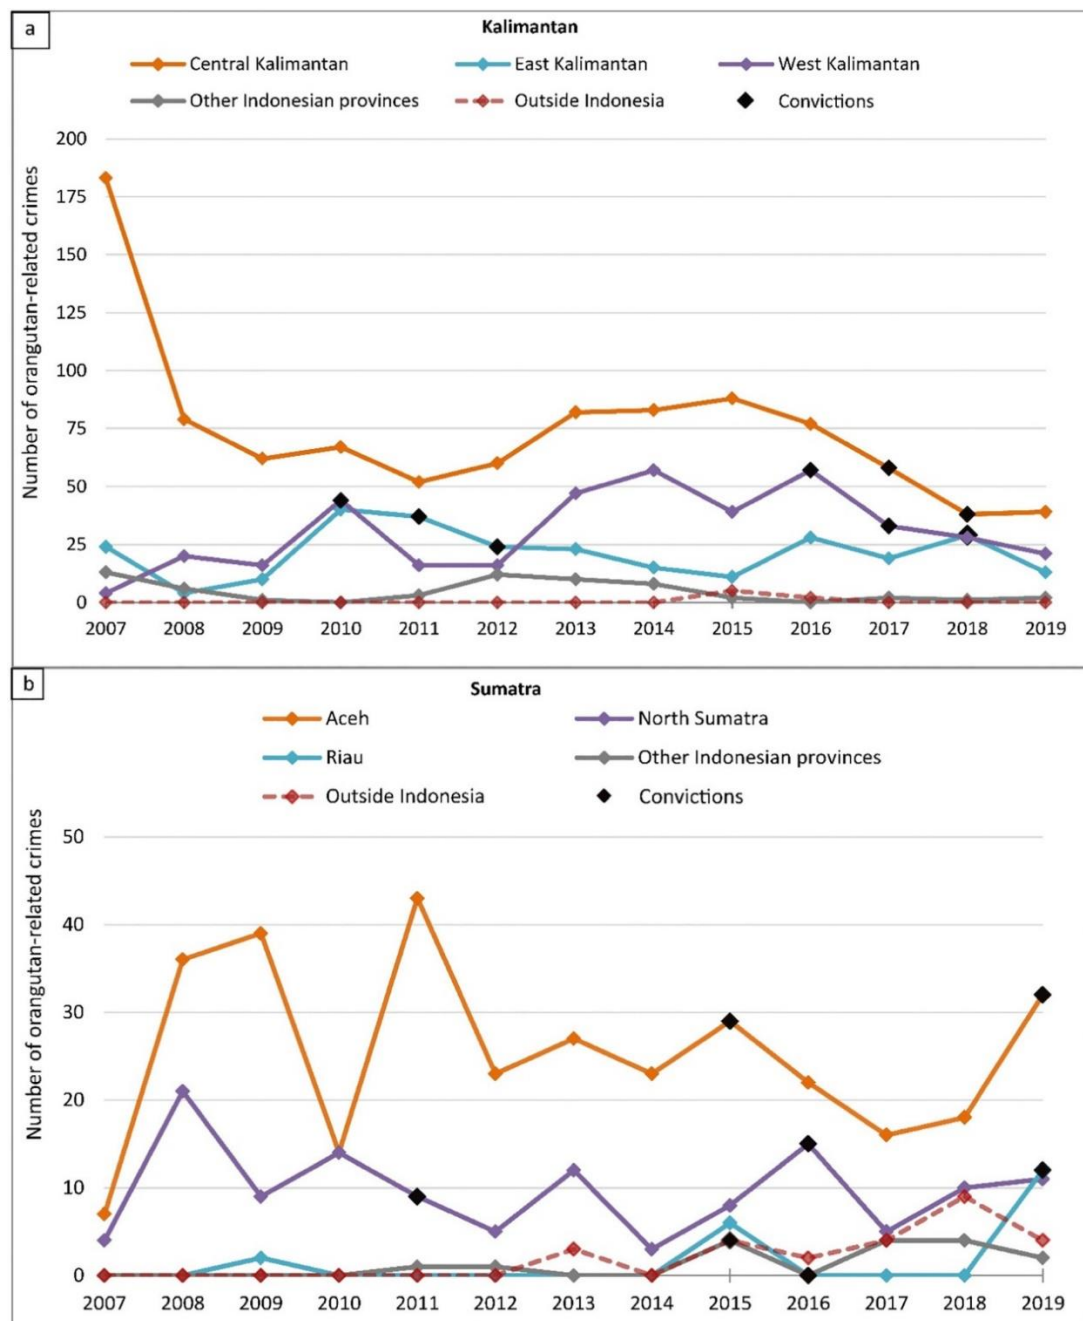 a
Kalimantan
Central Kalimantan East Kalimantan West Kalimantan
Other Indonesian provinces Outside Indonesia Convictions
Number of orangutan-related crimes
200
175
150
125
100
75
50
25
0
2007 2008 2009 2010 2011 2012 2013 2014 2015 2016 2017 2018 2019
b
Sumatra
Aceh North Sumatra
Riau Other Indonesian provinces
Outside Indonesia Convictions
Number of orangutan-related crimes
50
40
30
20
10
0
2007 2008 2009 2010 2011 2012 2013 2014 2015 2016 2017 2018 2019